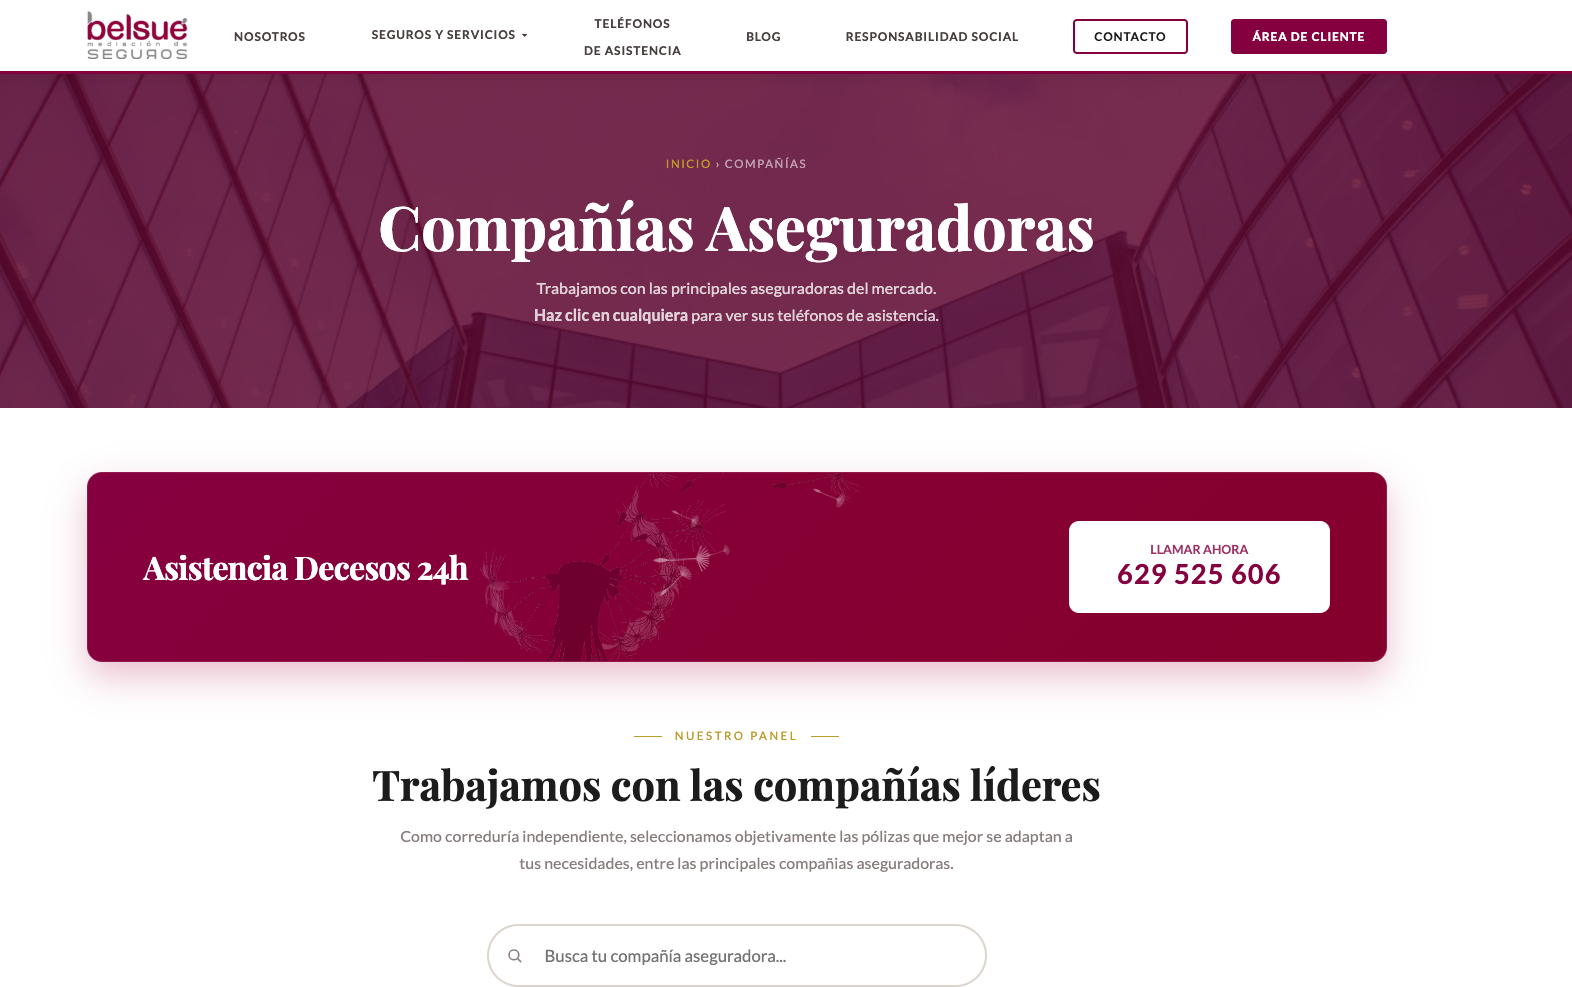 belsué
mediación de
SEGUROS
NOSOTROS
SEGUROS Y SERVICIOS
TELÉFONOS
DE ASISTENCIA
BLOG
RESPONSABILIDAD SOCIAL
CONTACTO
ÁREA DE CLIENTE
INICIO › COMPAÑÍAS
Compañías Aseguradoras
Trabajamos con las principales aseguradoras del mercado.
Haz clic en cualquiera para ver sus teléfonos de asistencia.
Asistencia Decesos 24h
LLAMAR AHORA
629 525 606
NUESTRO PANEL
Trabajamos con las compañías líderes
Como correduría independiente, seleccionamos objetivamente las pólizas que mejor se adaptan a
tus necesidades, entre las principales compañias aseguradoras.
Busca tu compañía aseguradora...